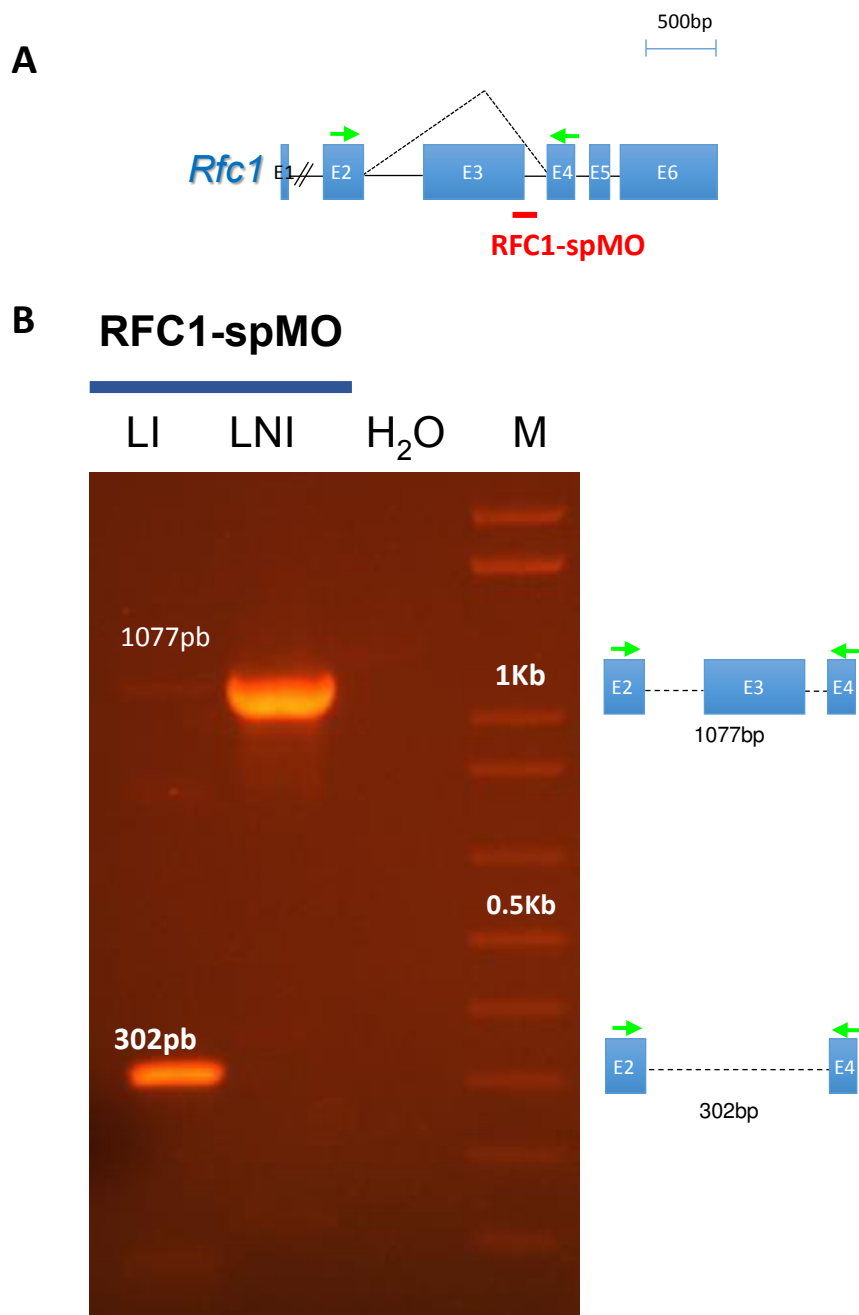 500bp
A
Rfc1 E1 E2 E3 E4 E5 E6
RFC1-spMO
B
RFC1-spMO
LI LNI H₂O M
1077pb
1Kb
E2 E3 E4
1077bp
0.5Kb
302pb
E2 E4
302bp